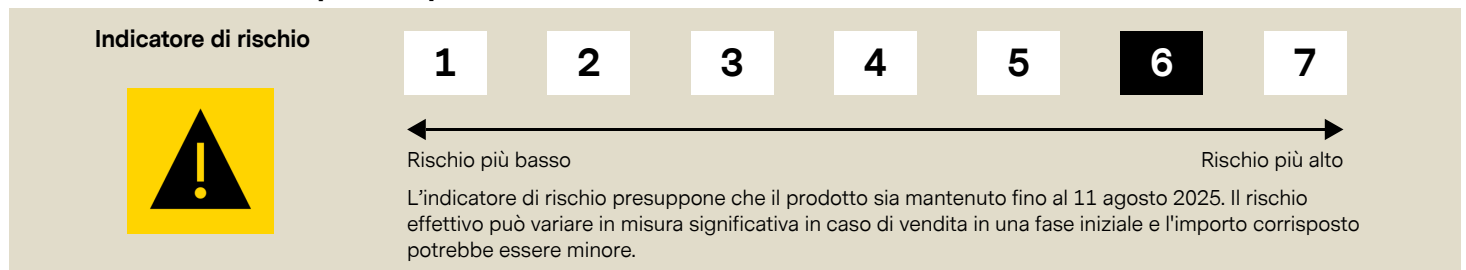 Indicatore di rischio
1 2 3 4 5 6 7
Rischio più basso
Rischio più alto
L'indicatore di rischio presuppone che il prodotto sia mantenuto fino al 11 agosto 2025. Il rischio
effettivo può variare in misura significativa in caso di vendita in una fase iniziale e l'importo corrisposto
potrebbe essere minore.